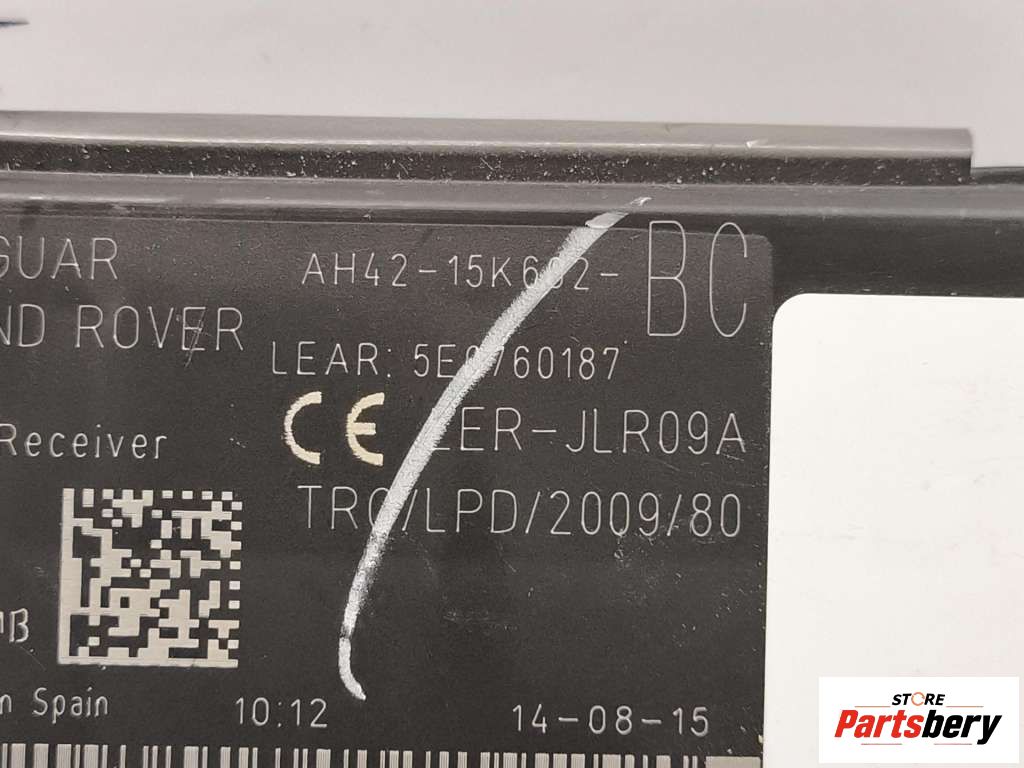 GUAR
AH42-15K602-BC
ND ROVER
LEAR: 5E0760187
CE LER-JLR09A
Receiver
TRC/LPD/2009/80
n Spain
10:12
14-08-15
STORE
Partsbery